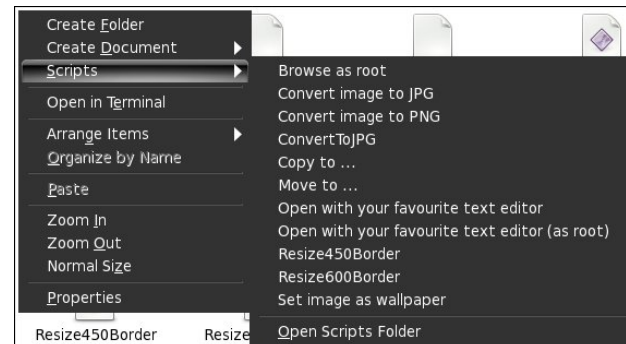 Create Folder
Create Document
Scripts
Open in Terminal
Arrange Items
Organize by Name
Paste
Zoom In
Zoom Out
Normal Size
Properties
Browse as root
Convert image to JPG
Convert image to PNG
ConvertToJPG
Copy to ...
Move to ...
Open with your favourite text editor
Open with your favourite text editor (as root)
Resize450Border
Resize600Border
Set image as wallpaper
Open Scripts Folder
Resize450Border
Resize